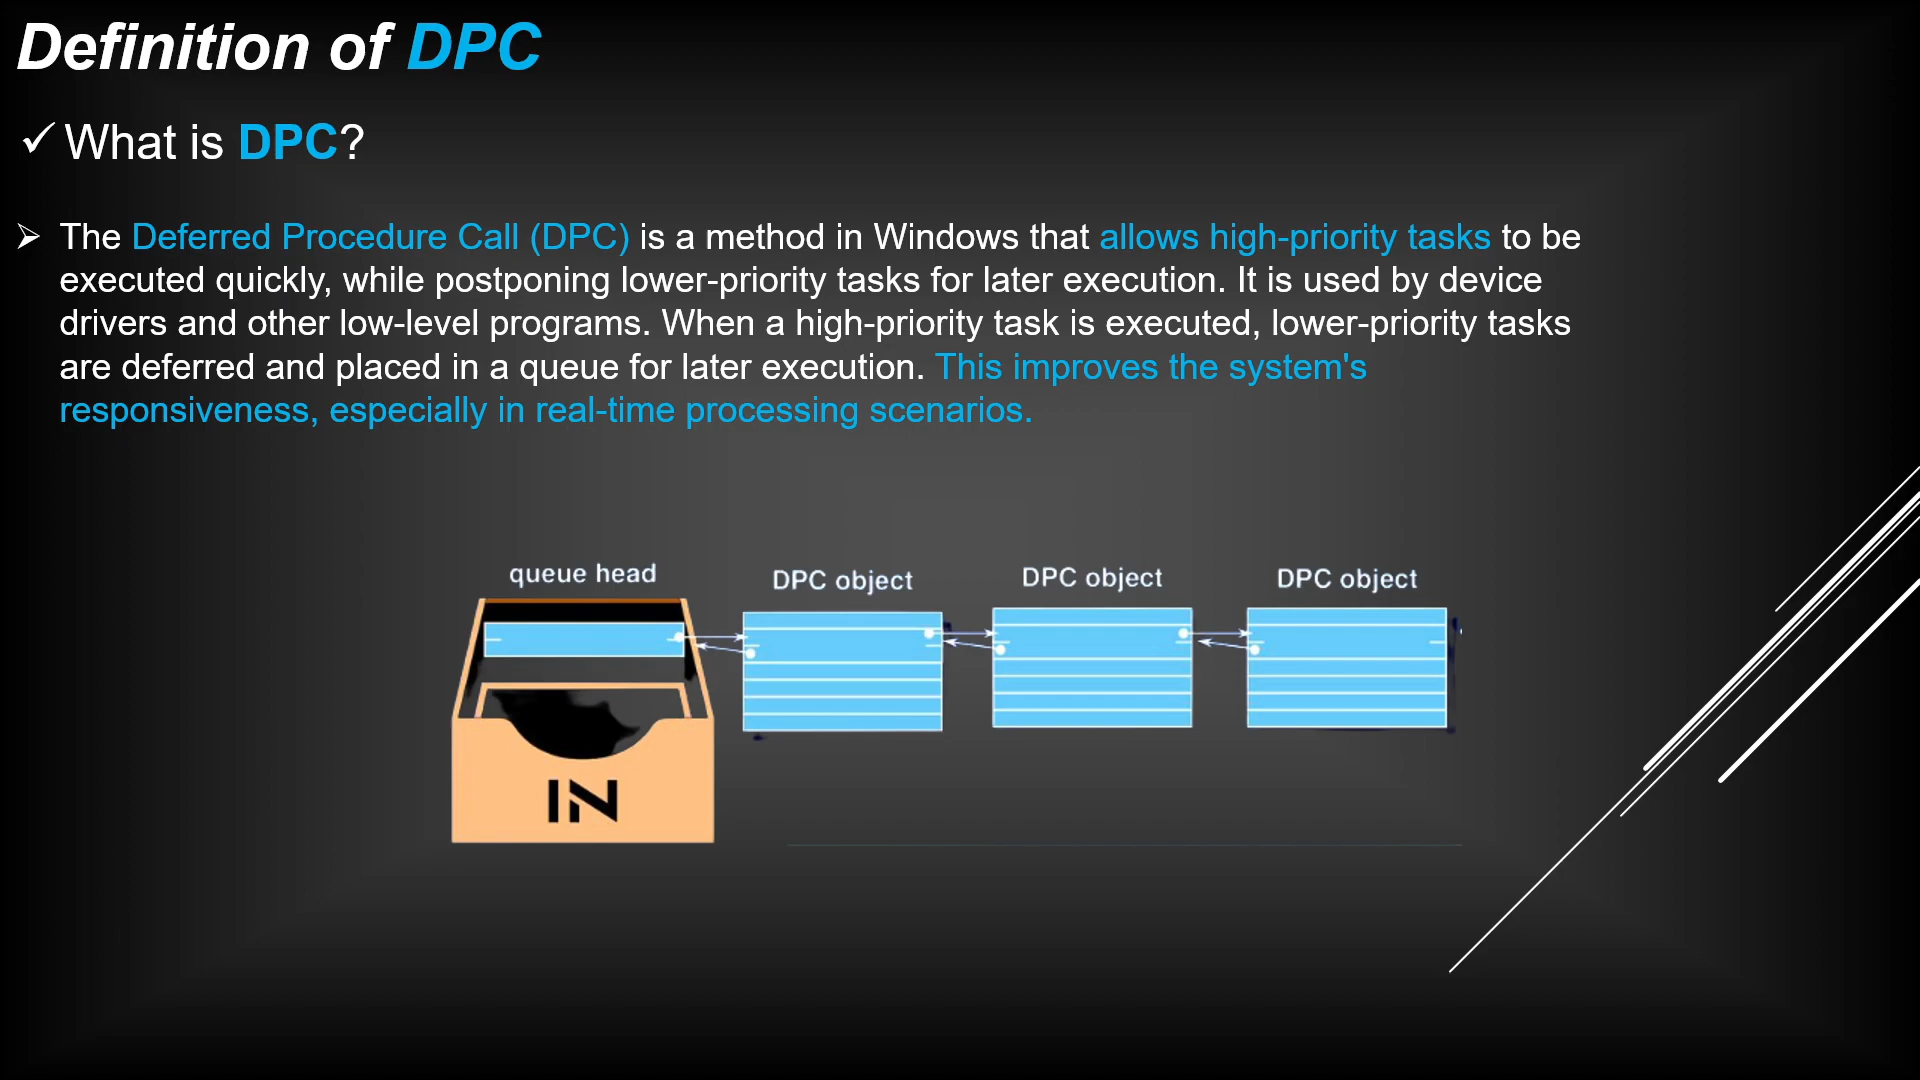 Definition of DPC
✓ What is DPC?
➢ The Deferred Procedure Call (DPC) is a method in Windows that allows high-priority tasks to be
executed quickly, while postponing lower-priority tasks for later execution. It is used by device
drivers and other low-level programs. When a high-priority task is executed, lower-priority tasks
are deferred and placed in a queue for later execution. This improves the system's
responsiveness, especially in real-time processing scenarios.
queue head
DPC object
DPC object
DPC object
IN